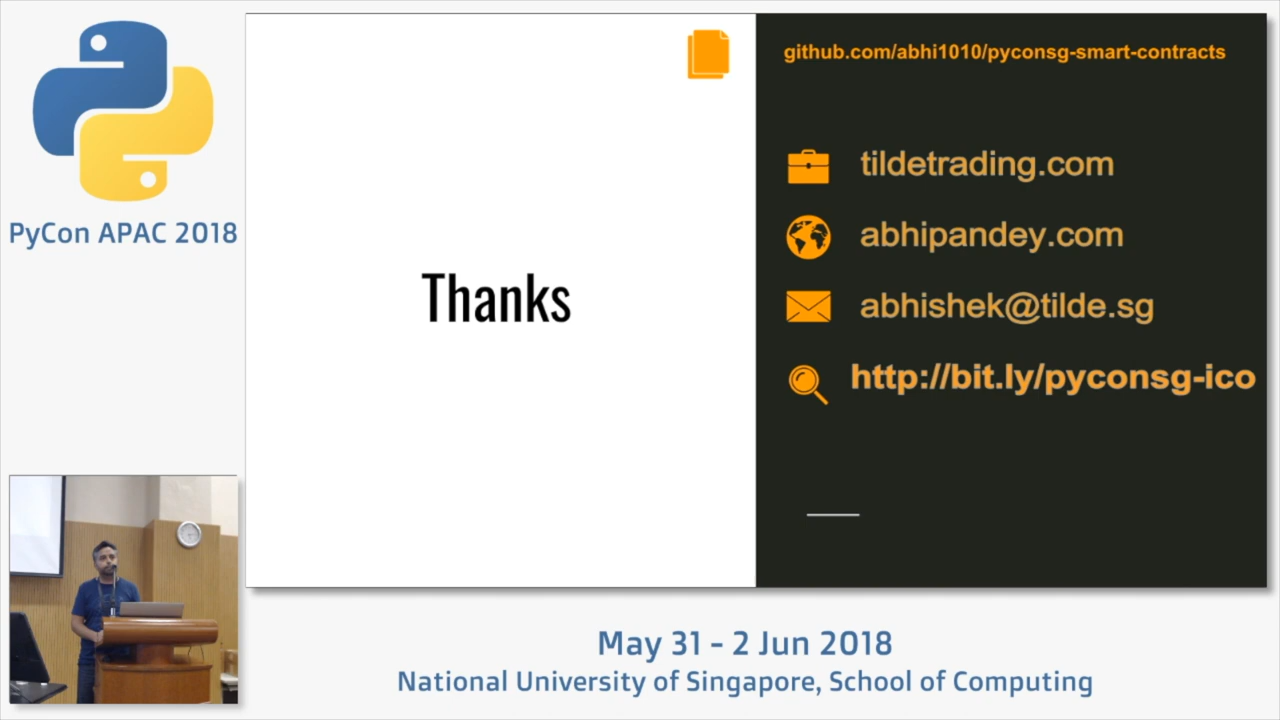 PyCon APAC 2018
Thanks
github.com/abhi1010/pyconsg-smart-contracts
tildetrading.com
abhipandey.com
abhishek@tilde.sg
http://bit.ly/pyconsg-ico
May 31 - 2 Jun 2018
National University of Singapore, School of Computing